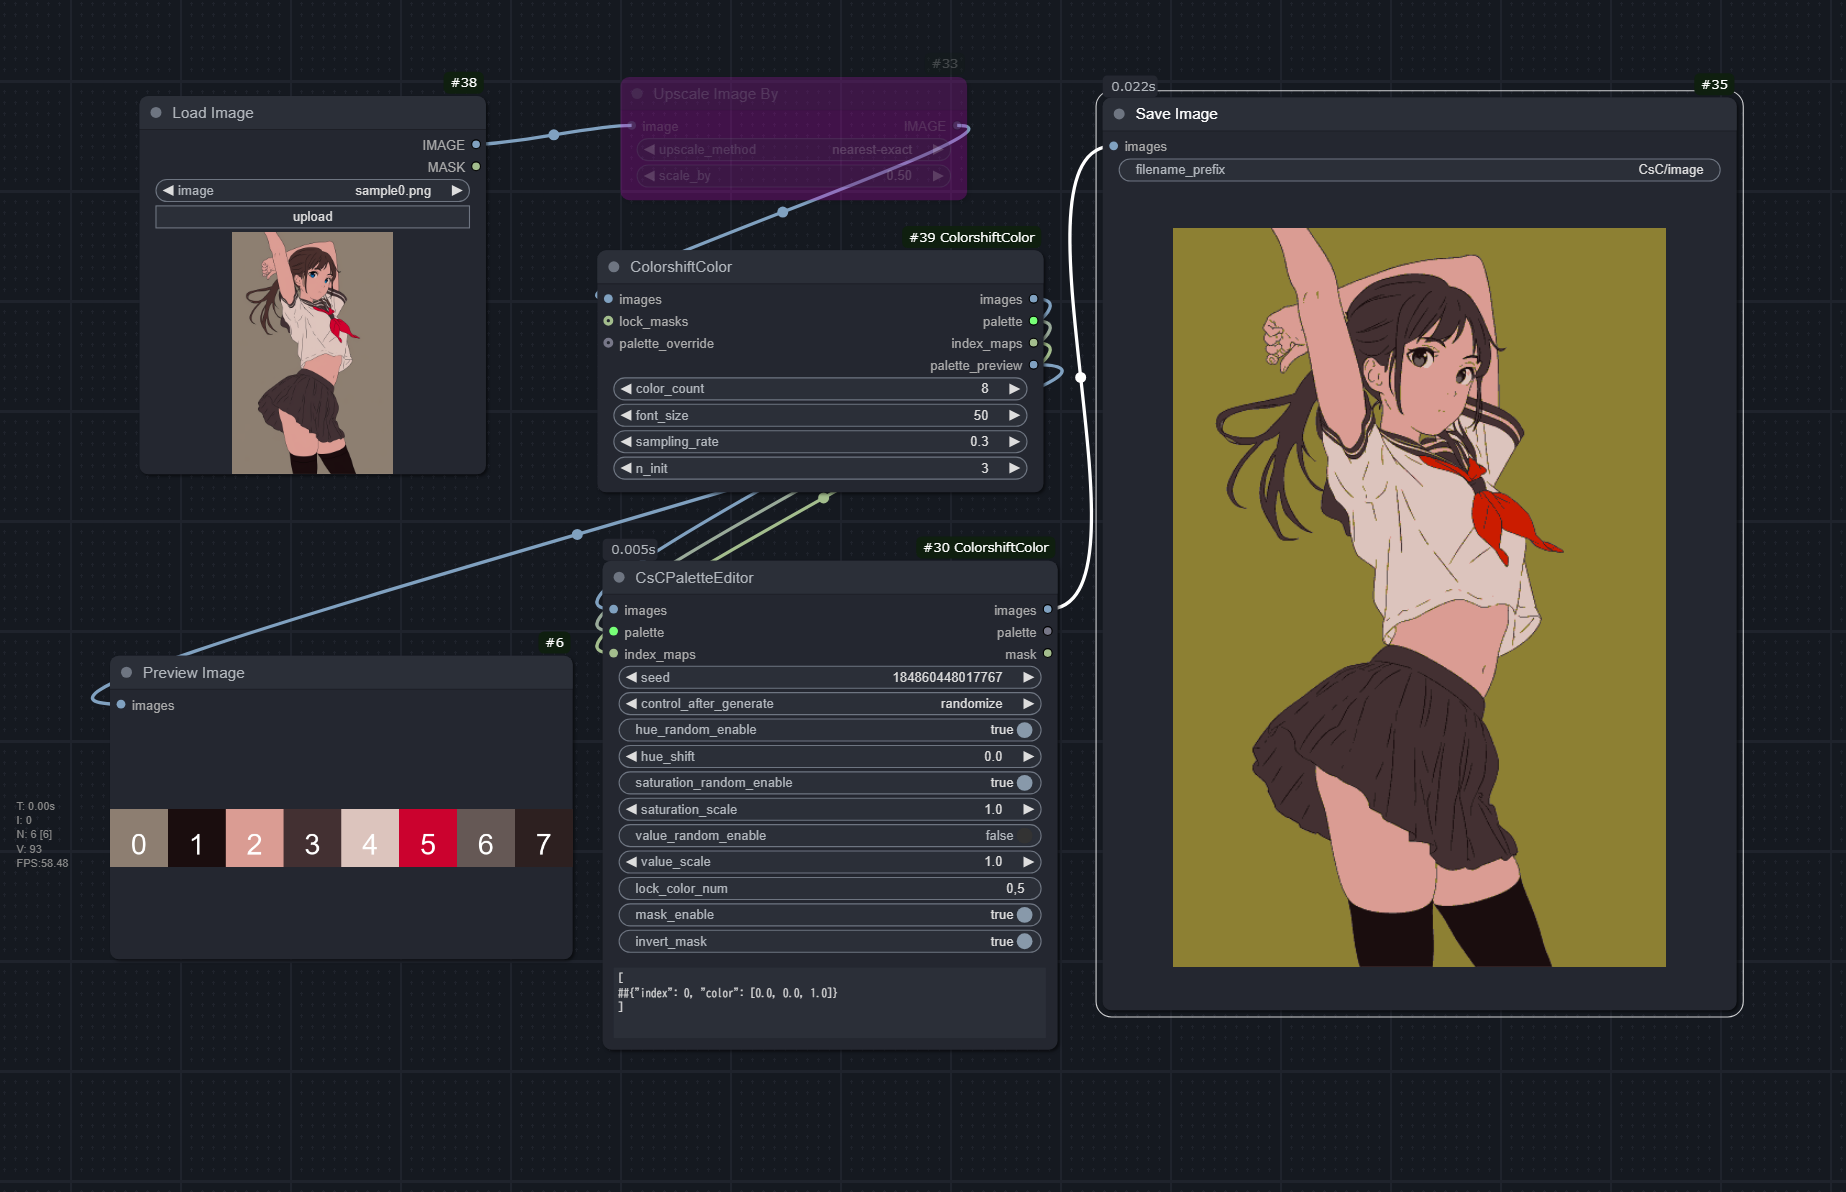 #38
Load Image
IMAGE
MASK
image sample0.png
upload
#33
Upscale Image By
image IMAGE
upscale_method nearest-exact
scale_by 0.50
#39 ColorshiftColor
ColorshiftColor
images images
lock_masks palette
palette_override index_maps
palette_preview
color_count 8
font_size 50
sampling_rate 0.3
n_init 3
0.005s #30 ColorshiftColor
CsCPaletteEditor
images images
palette palette
index_maps mask
seed 184860448017767
control_after_generate randomize
hue_random_enable true
hue_shift 0.0
saturation_random_enable true
saturation_scale 1.0
value_random_enable false
value_scale 1.0
lock_color_num 0,5
mask_enable true
invert_mask true
[
##{"index": 0, "color": [0.0, 0.0, 1.0]}
]
#6
Preview Image
images
0 1 2 3 4 5 6 7
T: 0.00s
I: 0
N: 6 [6]
V: 93
FPS:58.48
0.022s #35
Save Image
images
filename_prefix CsC/image